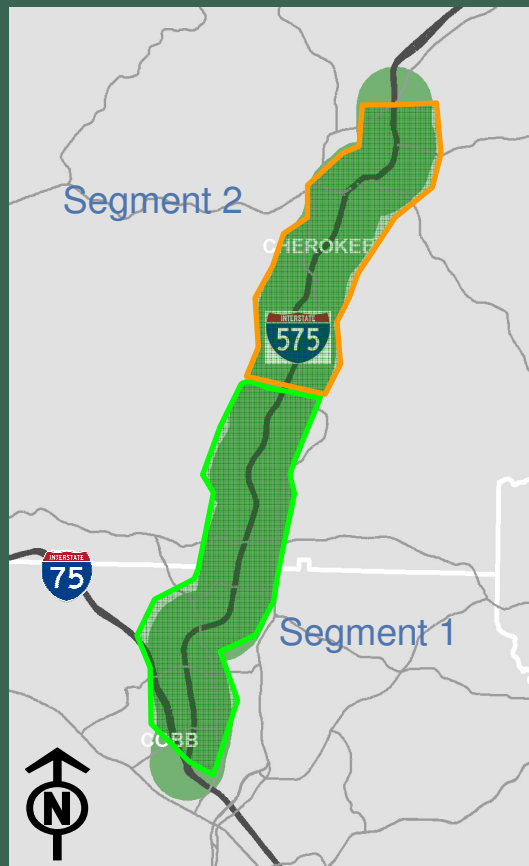 Segment 2
CHEROKEE
INTERSTATE
575
INTERSTATE
75
Segment 1
COBB
N